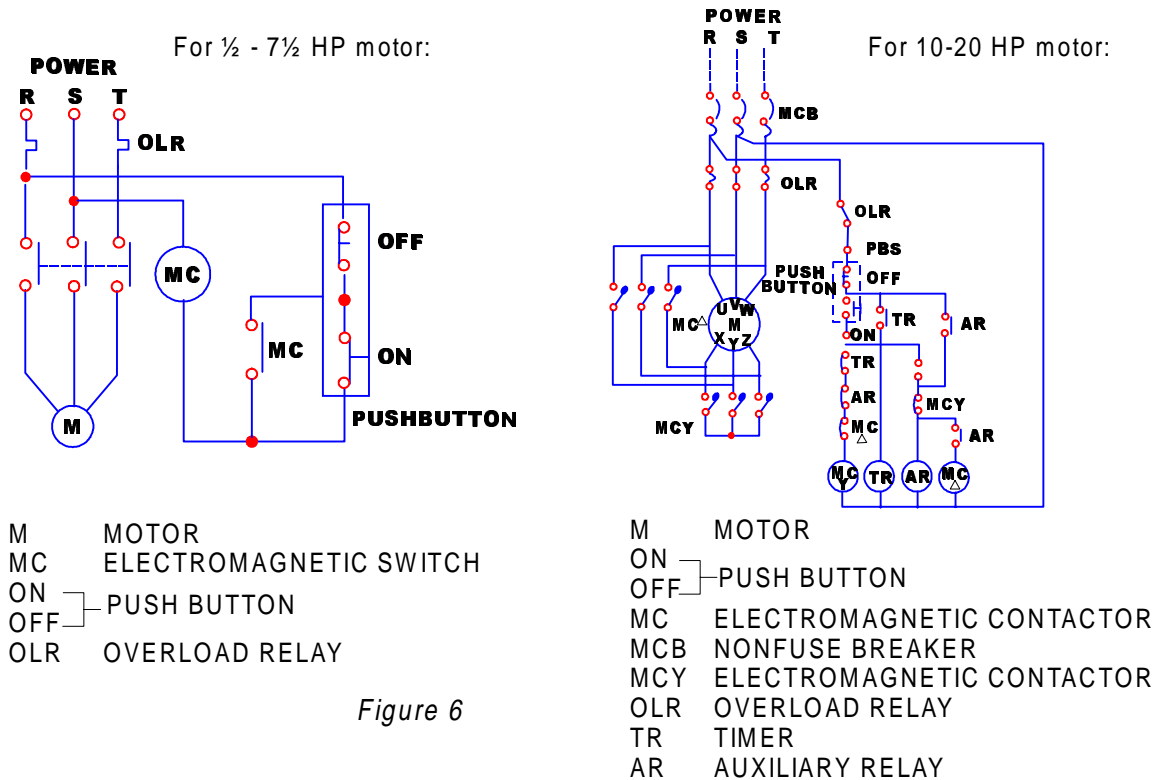 For ½ - 7½ HP motor:
POWER
R S T
OLR
MC
OFF
MC
ON
PUSHBUTTON
M
M MOTOR
MC ELECTROMAGNETIC SWITCH
ON
OFF
PUSH BUTTON
OLR OVERLOAD RELAY
Figure 6
POWER
R S T
For 10-20 HP motor:
MCB
OLR
OLR
PBS
PUSH
BUTTON
OFF
U V W
MC△ M
X Y Z
TR
AR
ON
TR
AR
MCY
MCY
MC
△
AR
MC
Y
TR
AR
MC
△
M MOTOR
ON
OFF
PUSH BUTTON
MC ELECTROMAGNETIC CONTACTOR
MCB NONFUSE BREAKER
MCY ELECTROMAGNETIC CONTACTOR
OLR OVERLOAD RELAY
TR TIMER
AR AUXILIARY RELAY